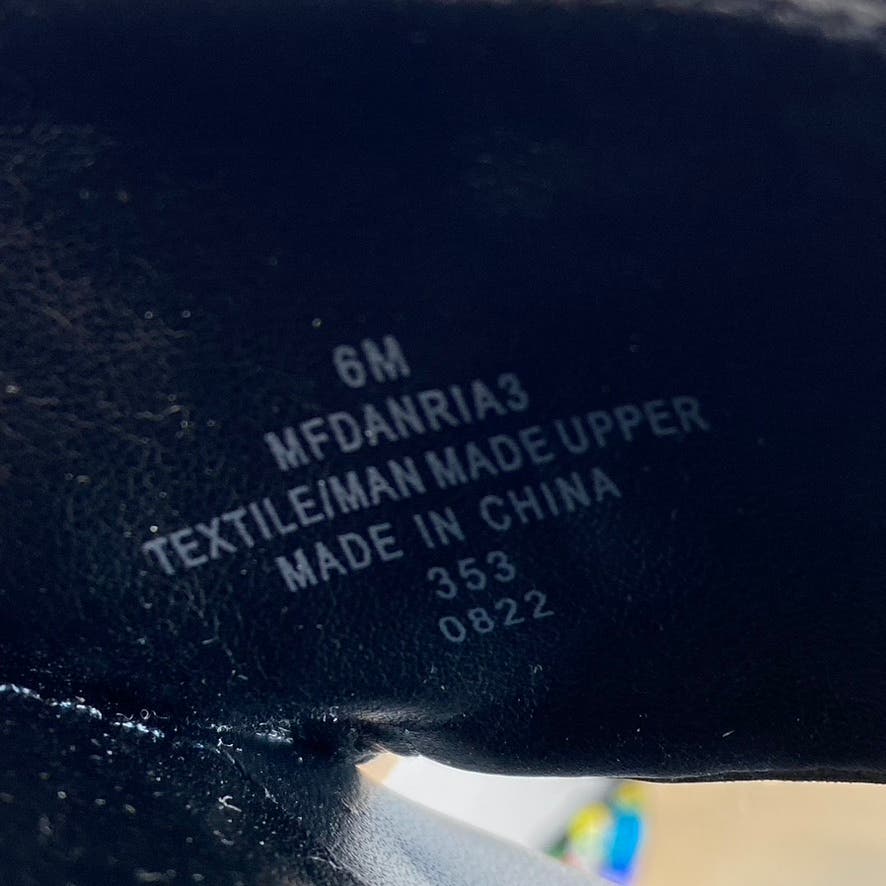 6M
MFDANRIA3
TEXTILE/MAN MADE UPPER
MADE IN CHINA
353
0822